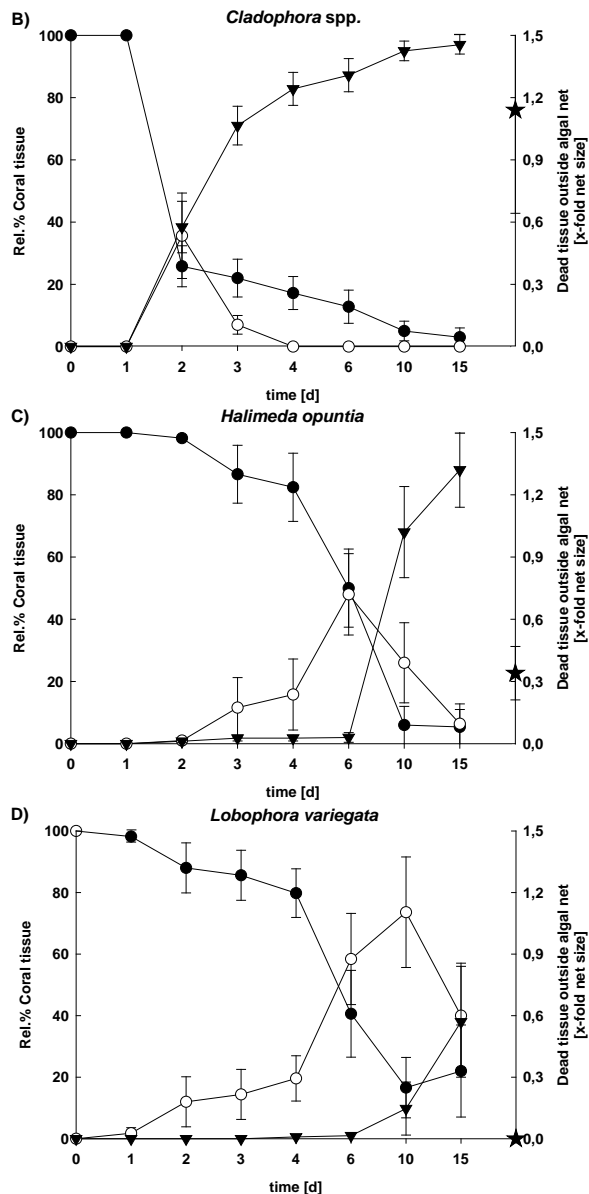 B)
Cladophora spp.
100
80
60
40
20
0
Rel.% Coral tissue
1,5
1,2
0,9
0,6
0,3
0,0
Dead tissue outside algal net
[x-fold net size]
0 1 2 3 4 6 10 15
time [d]
C)
Halimeda opuntia
100
80
60
40
20
0
Rel.% Coral tissue
1,5
1,2
0,9
0,6
0,3
0,0
Dead tissue outside algal net
[x-fold net size]
0 1 2 3 4 6 10 15
time [d]
D)
Lobophora variegata
100
80
60
40
20
0
Rel.% Coral tissue
1,5
1,2
0,9
0,6
0,3
0,0
Dead tissue outside algal net
[x-fold net size]
0 1 2 3 4 6 10 15
time [d]